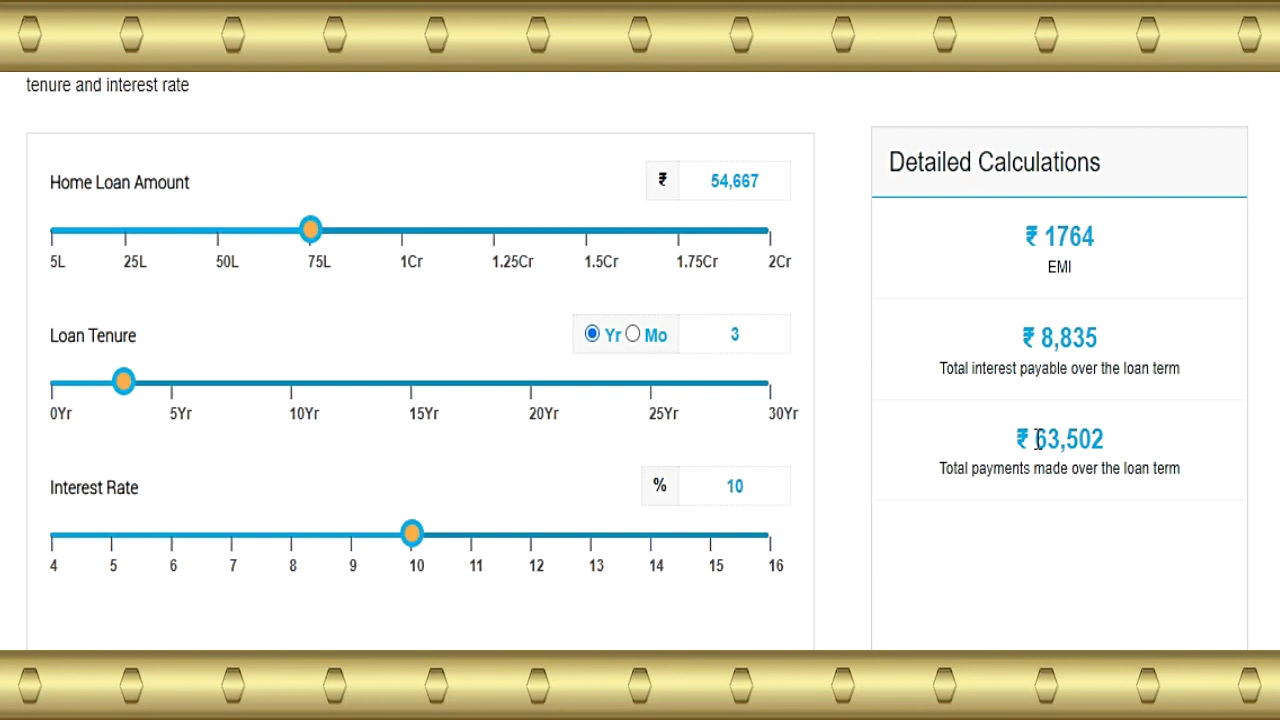 tenure and interest rate
Home Loan Amount ₹ 54,667
5L 25L 50L 75L 1Cr 1.25Cr 1.5Cr 1.75Cr 2Cr
Loan Tenure Yr Mo 3
0Yr 5Yr 10Yr 15Yr 20Yr 25Yr 30Yr
Interest Rate % 10
4 5 6 7 8 9 10 11 12 13 14 15 16
Detailed Calculations
₹ 1764
EMI
₹ 8,835
Total interest payable over the loan term
₹ 63,502
Total payments made over the loan term